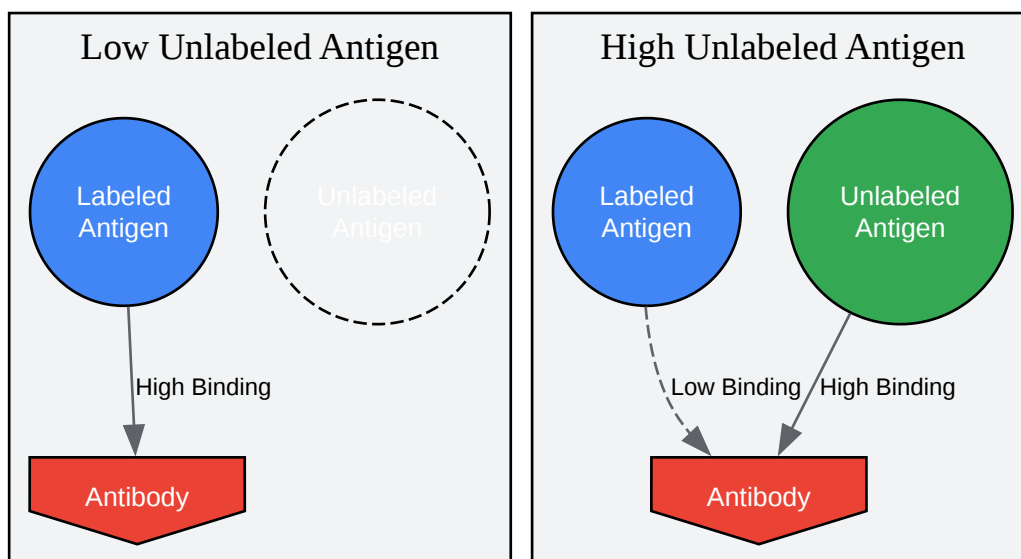 Low Unlabeled Antigen
Labeled
Antigen
Unlabeled
Antigen
High Binding
Antibody
High Unlabeled Antigen
Labeled
Antigen
Unlabeled
Antigen
Low Binding
High Binding
Antibody